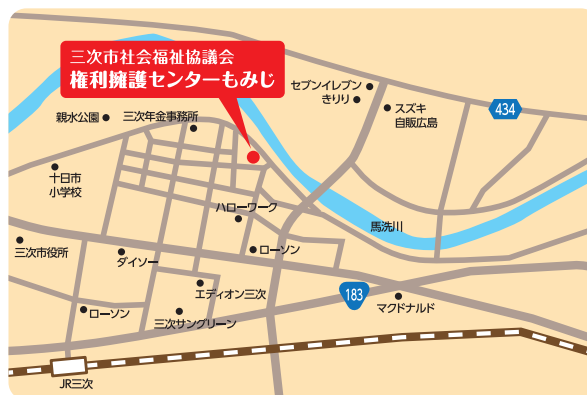 三次市社会福祉協議会
権利擁護センターもみじ
セブンイレブン
きりり
スズキ
自販広島
434
親水公園
三次年金事務所
十日市
小学校
ハローワーク
馬洗川
三次市役所
ダイソー
ローソン
エディオン三次
183
マクドナルド
ローソン
三次サングリーン
JR三次